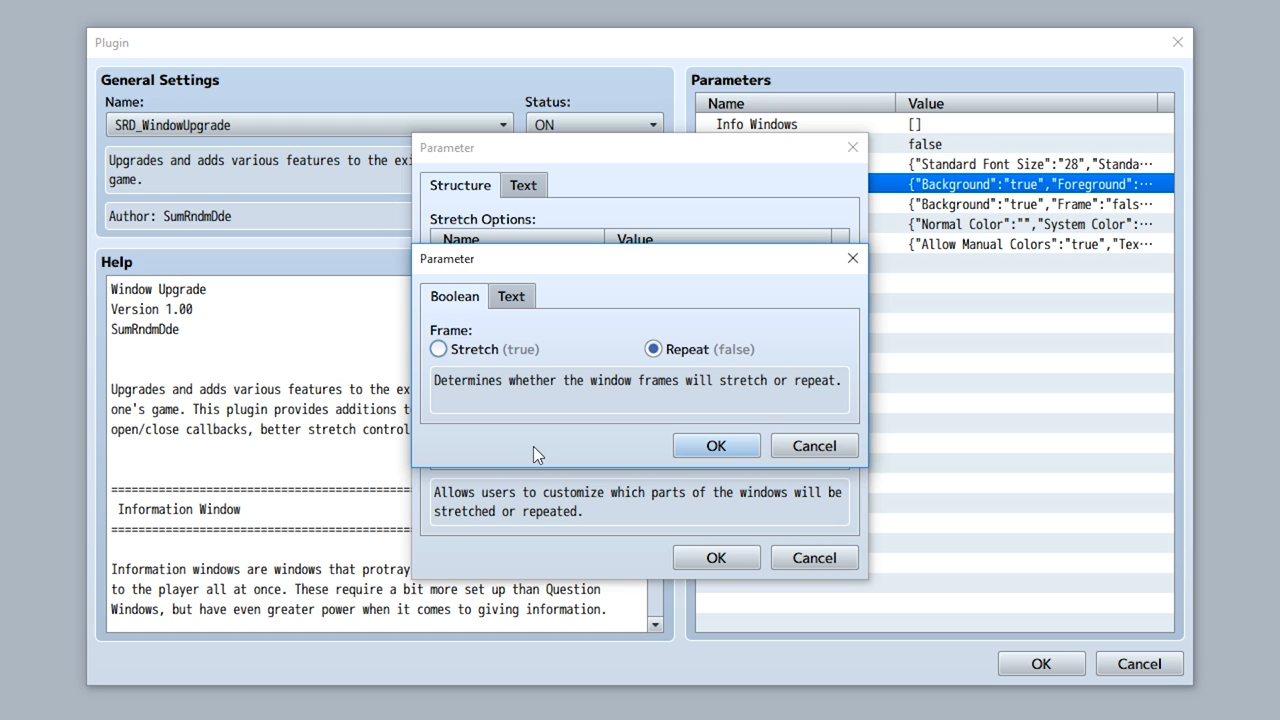 Plugin
General Settings
Name:
Status:
SRD_WindowUpgrade
ON
Upgrades and adds various features to the exi
game.
Author: SumRndmDde
Help
Window Upgrade
Version 1.00
SumRndmDde
Upgrades and adds various features to the ex
one's game. This plugin provides additions t
open/close callbacks, better stretch control
==========================================
Information Window
==========================================
Information windows are windows that protray
to the player all at once. These require a bit more set up than Question
Windows, but have even greater power when it comes to giving information.
Parameters
Name Value
Info Windows []
false
{"Standard Font Size":"28","Standa···
{"Background":"true","Foreground":···
{"Background":"true","Frame":"fals···
{"Normal Color":"","System Color":···
{"Allow Manual Colors":"true","Tex···
OK
Cancel
Parameter
Structure
Text
Stretch Options:
Name Value
Parameter
Boolean
Text
Frame:
Stretch (true)
Repeat (false)
Determines whether the window frames will stretch or repeat.
OK
Cancel
Allows users to customize which parts of the windows will be
stretched or repeated.
OK
Cancel